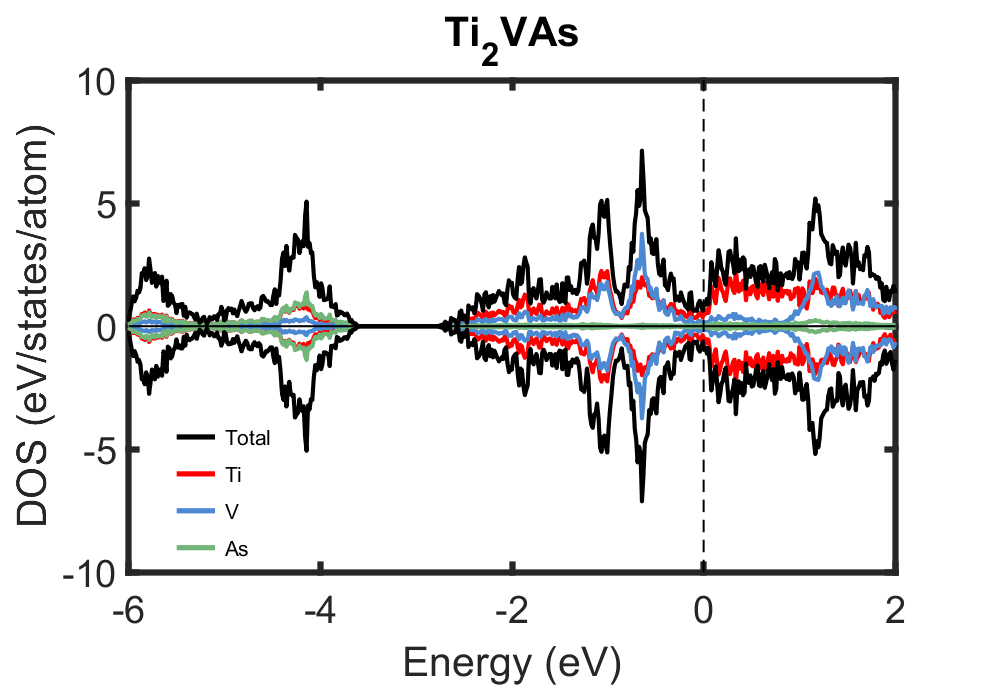 Ti2VAs
10
5
0
-5
-10
DOS (eV/states/atom)
Total
Ti
V
As
-6 -4 -2 0 2
Energy (eV)